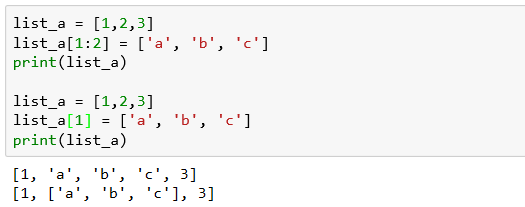 list_a = [1,2,3]
list_a[1:2] = ['a', 'b', 'c']
print(list_a)
list_a = [1,2,3]
list_a[1] = ['a', 'b', 'c']
print(list_a)
[1, 'a', 'b', 'c', 3]
[1, ['a', 'b', 'c'], 3]